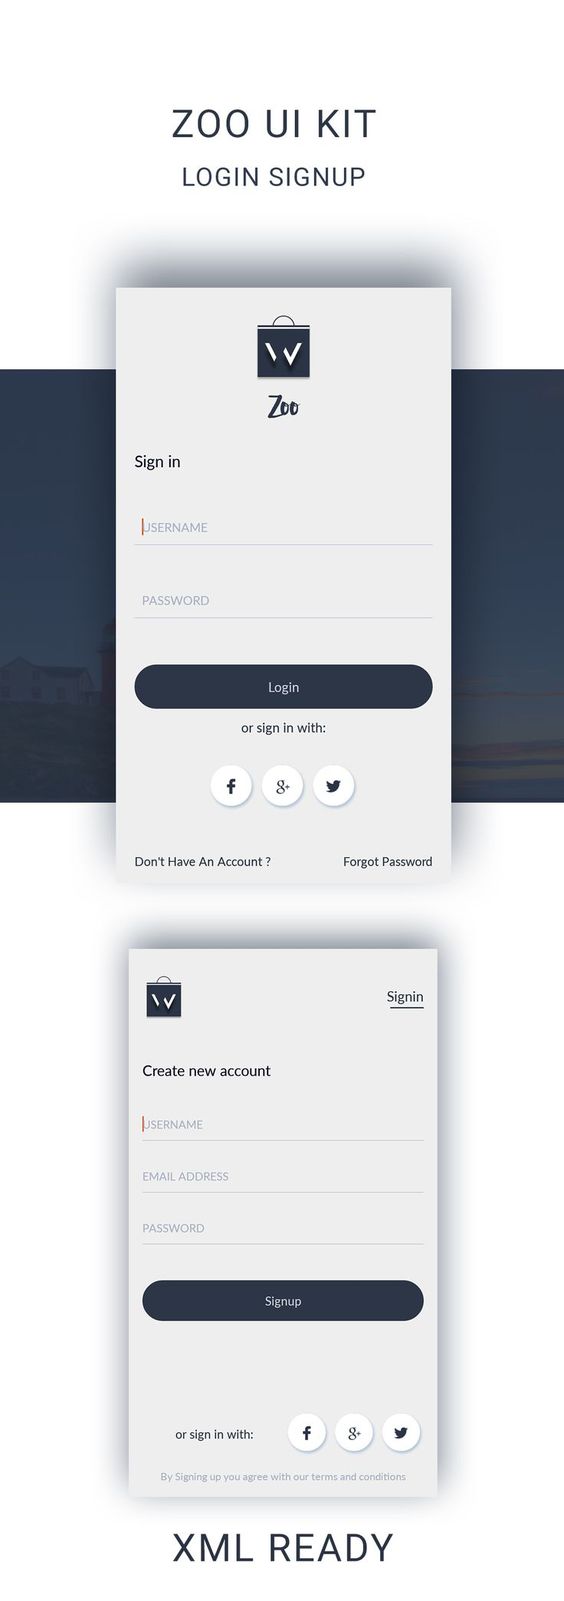 ZOO UI KIT
LOGIN SIGNUP
W
Zoo
Sign in
USERNAME
PASSWORD
Login
or sign in with:
f g+
Don't Have An Account ? Forgot Password
W
Signin
Create new account
USERNAME
EMAIL ADDRESS
PASSWORD
Signup
or sign in with: f g+
By Signing up you agree with our terms and conditions
XML READY